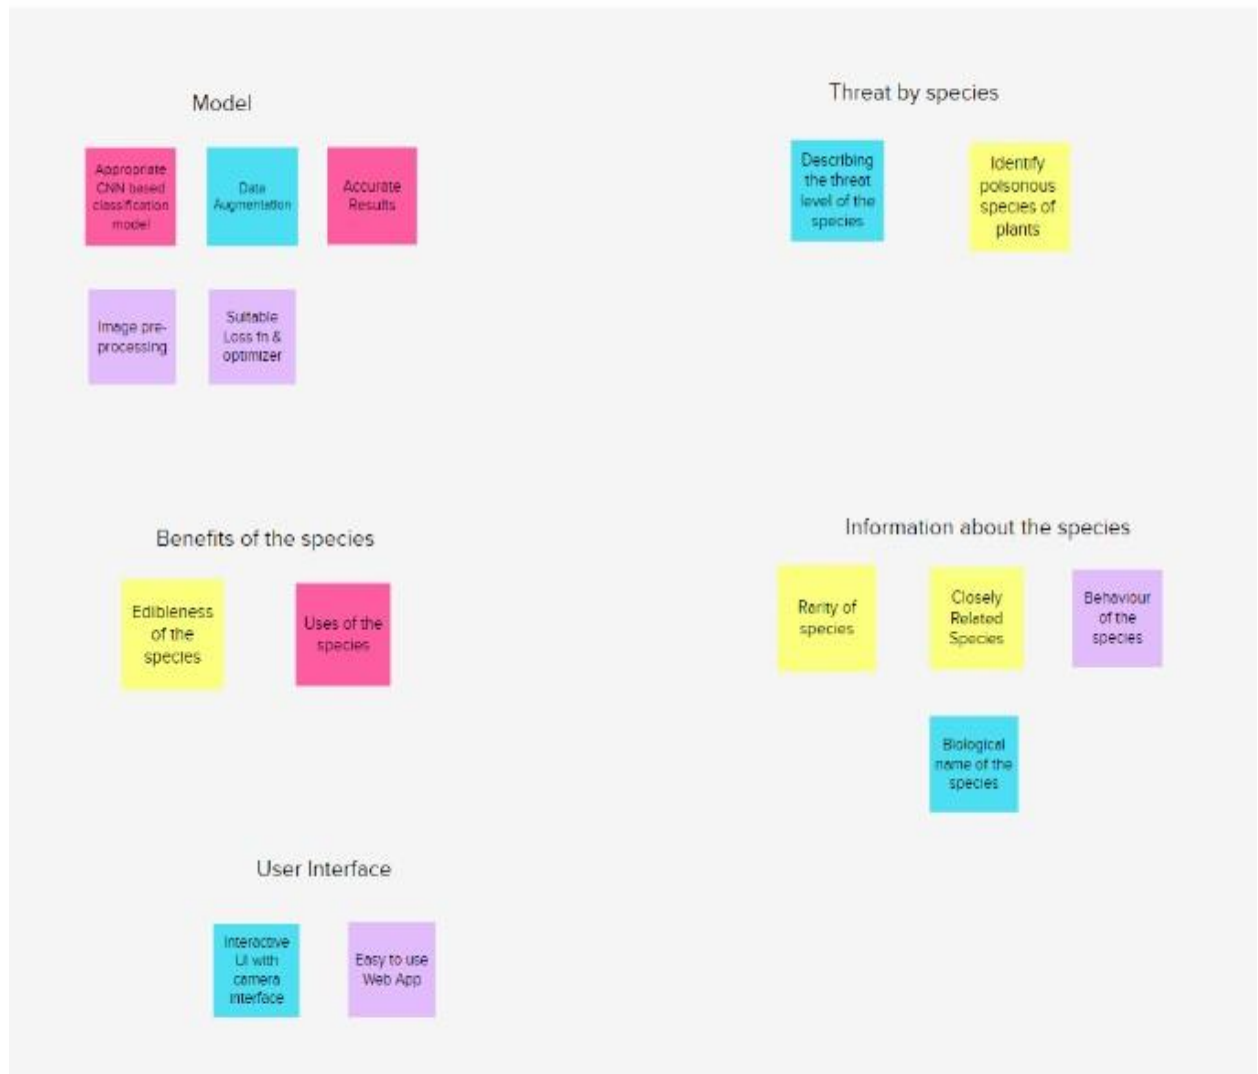 Model
Appropriate
CNN based
classification
model
Data
Augmentation
Accurate
Results
Image pre-
processing
Suitable
Loss fn &
optimizer
Threat by species
Describing
the threat
level of the
species
Identify
poisonous
species of
plants
Benefits of the species
Edibleness
of the
species
Uses of the
species
Information about the species
Rarity of
species
Closely
Related
Species
Behaviour
of the
species
Biological
name of the
species
User Interface
Interactive
UI with
camera
interface
Easy to use
Web App